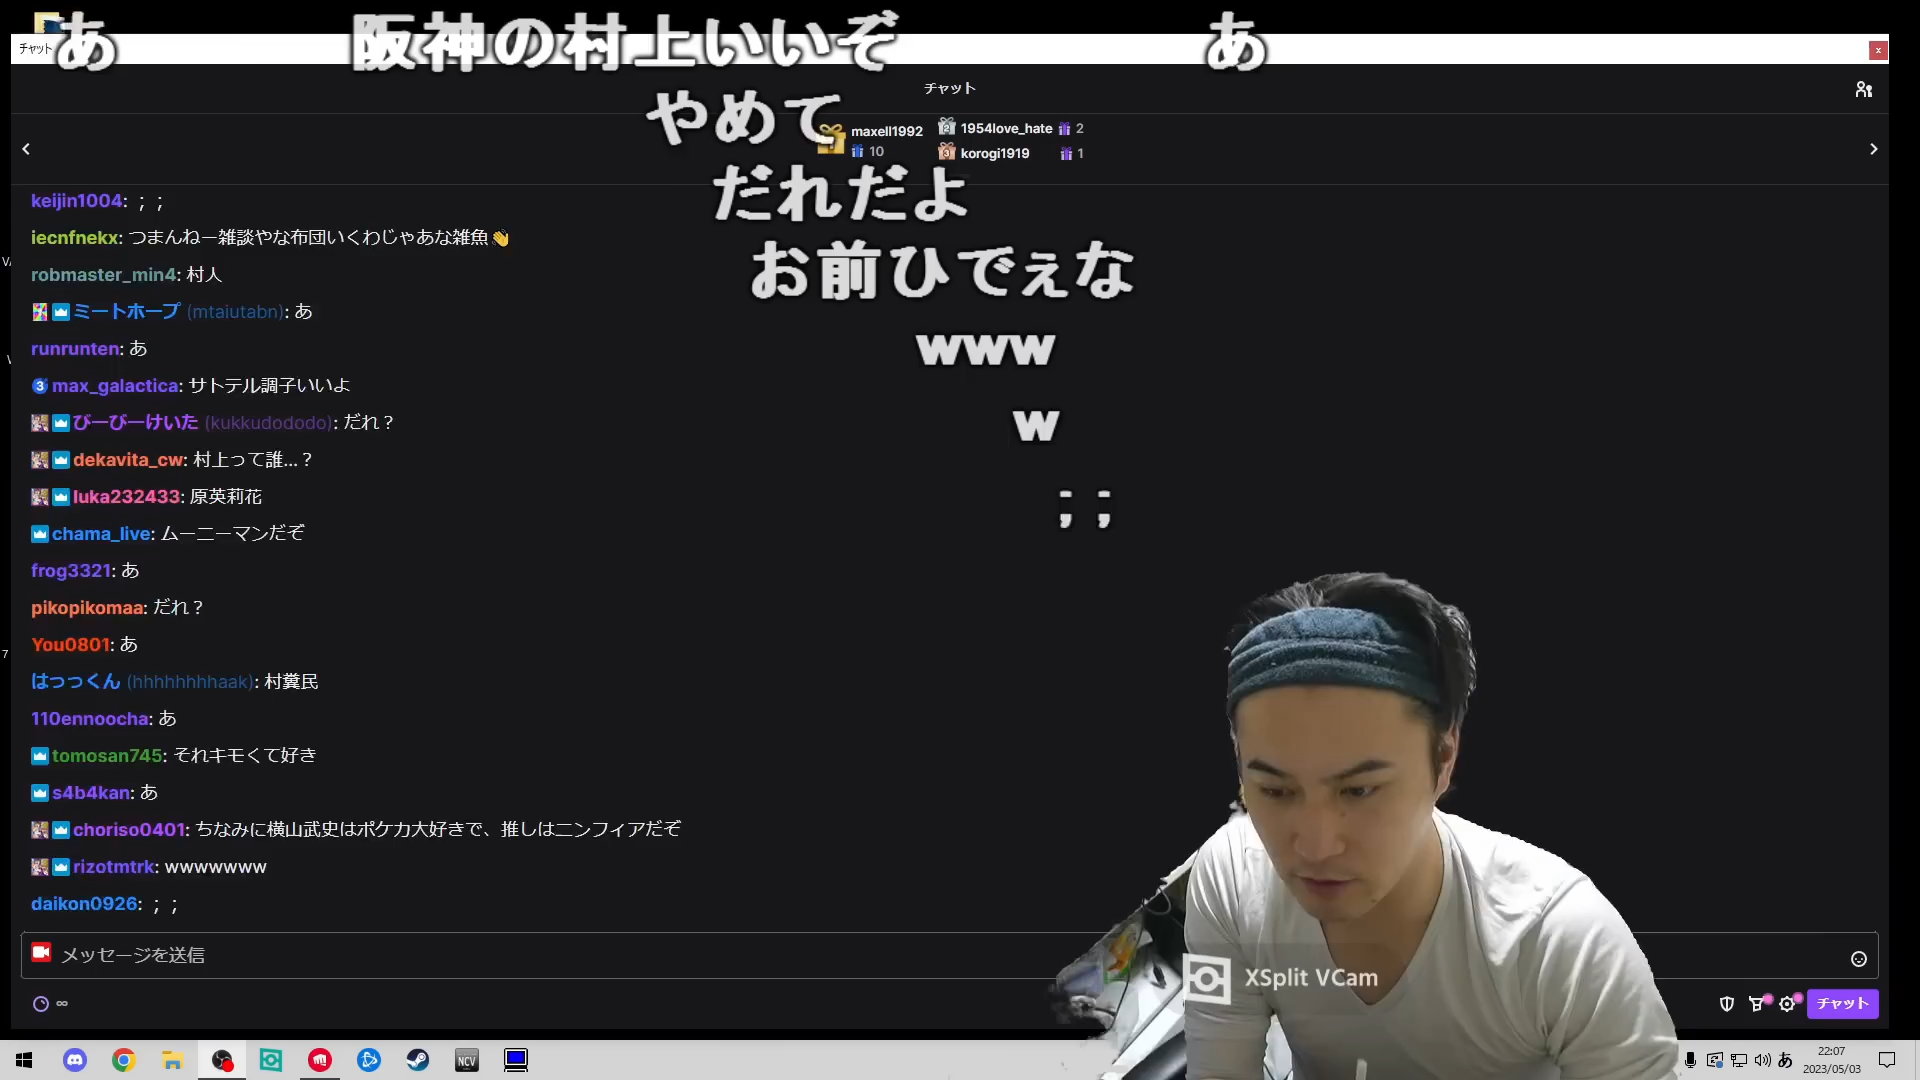 あ 阪神の村上いいぞ あ
チャット
チャット
やめて
maxell1992 10
1954love_hate 2
korogi1919 1
だれだよ
お前ひでぇな
www
w
; ;
keijin1004: ; ;
iecnfnekx: つまんねー雑談やな布団いくわじゃあな雑魚👋
robmaster_min4: 村人
ミートホープ (mtaiutabn): あ
runrunten: あ
max_galactica: サトテル調子いいよ
びーびーけいた (kukkudododo): だれ？
dekavita_cw: 村上って誰...？
luka232433: 原英莉花
chama_live: ムーニーマンだぞ
frog3321: あ
pikopikomaa: だれ？
You0801: あ
はっっくん (hhhhhhhhaak): 村糞民
110ennoocha: あ
tomosan745: それキモくて好き
s4b4kan: あ
choriso0401: ちなみに横山武史はポケカ大好きで、推しはニンフィアだぞ
rizotmtrk: wwwwwww
daikon0926: ; ;
メッセージを送信
XSplit VCam
∞
チャット
NCV
あ
22:07
2023/05/03